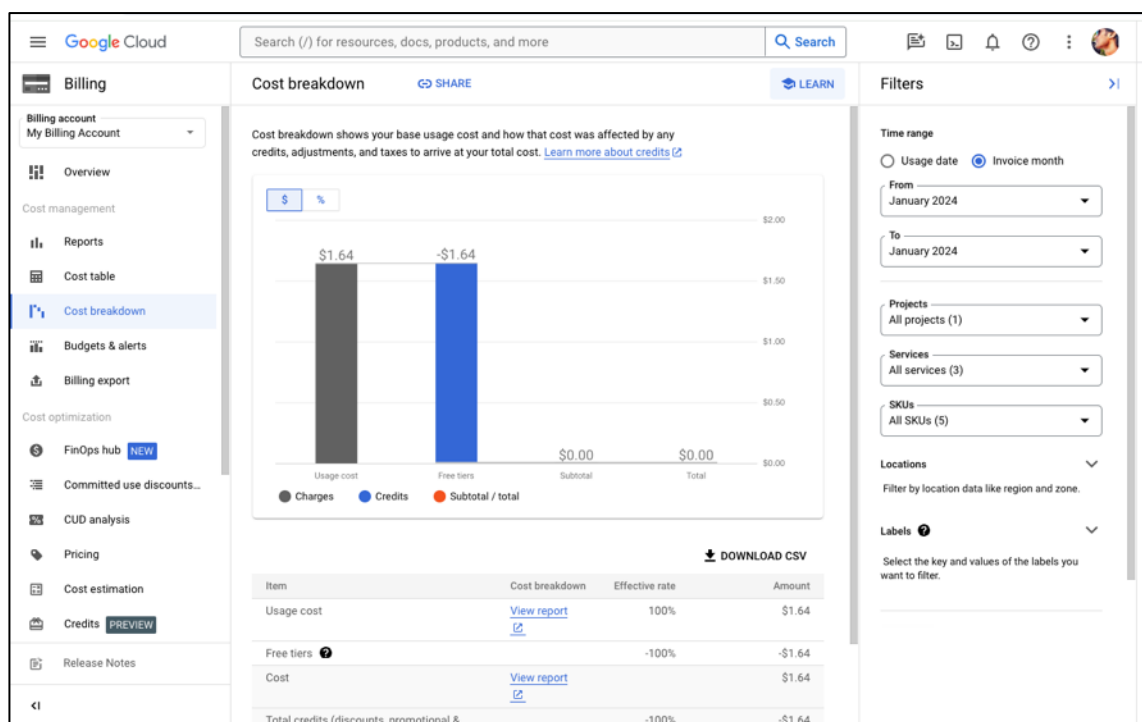 Google Cloud
Search (/) for resources, docs, products, and more
Search
Billing
Billing account
My Billing Account
Overview
Cost management
Reports
Cost table
Cost breakdown
Budgets & alerts
Billing export
Cost optimization
FinOps hub NEW
Committed use discounts...
CUD analysis
Pricing
Cost estimation
Credits PREVIEW
Release Notes
Cost breakdown
SHARE
LEARN
Cost breakdown shows your base usage cost and how that cost was affected by any
credits, adjustments, and taxes to arrive at your total cost. Learn more about credits
$ %
$2.00
$1.50
$1.00
$0.50
$0.00
$1.64
-$1.64
$0.00
$0.00
Usage cost
Free tiers
Subtotal
Total
Charges
Credits
Subtotal / total
DOWNLOAD CSV
Item Cost breakdown Effective rate Amount
Usage cost View report 100% $1.64
Free tiers -100% -$1.64
Cost View report $1.64
Total credits (discounts, promotional & -100% -$1.64
Filters
Time range
Usage date
Invoice month
From
January 2024
To
January 2024
Projects
All projects (1)
Services
All services (3)
SKUs
All SKUs (5)
Locations
Filter by location data like region and zone.
Labels
Select the key and values of the labels you
want to filter.